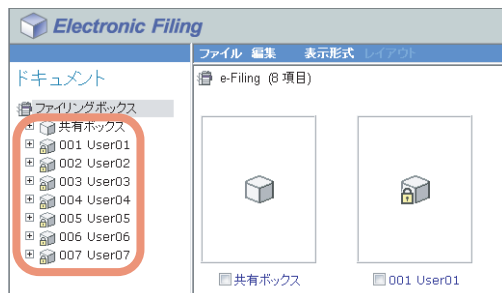 Electronic Filing
ファイル 編集 表示形式 レイアウト
ドキュメント
ファイリングボックス
共有ボックス
001 User01
002 User02
003 User03
004 User04
005 User05
006 User06
007 User07
e-Filing (8 項目)
共有ボックス
001 User01